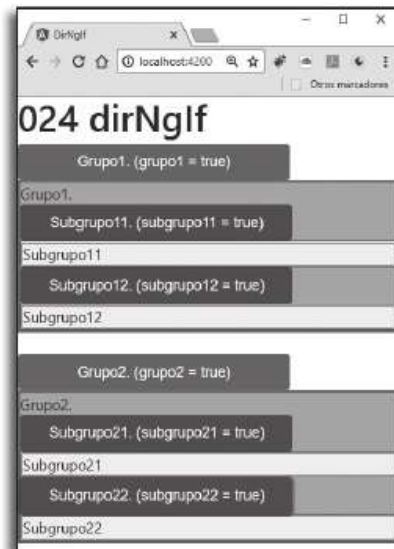 DirNgIf
localhost:4200
Otros marcadores
024 dirNgIf
Grupo1. (grupo1 = true)
Grupo1.
Subgrupo11. (subgrupo11 = true)
Subgrupo11
Subgrupo12. (subgrupo12 = true)
Subgrupo12
Grupo2. (grupo2 = true)
Grupo2.
Subgrupo21. (subgrupo21 = true)
Subgrupo21
Subgrupo22. (subgrupo22 = true)
Subgrupo22